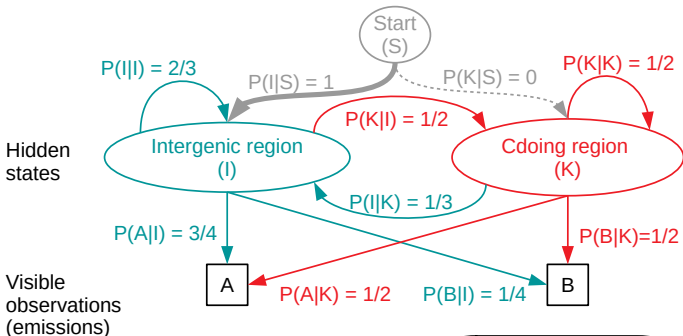 Start
(S)
P(I|I) = 2/3
P(I|S) = 1
P(K|S) = 0
P(K|K) = 1/2
P(K|I) = 1/2
Hidden
states
Intergenic region
(I)
Cdoing region
(K)
P(I|K) = 1/3
P(A|I) = 3/4
P(B|K)=1/2
Visible
observations
(emissions)
A
B
P(A|K) = 1/2
P(B|I) = 1/4